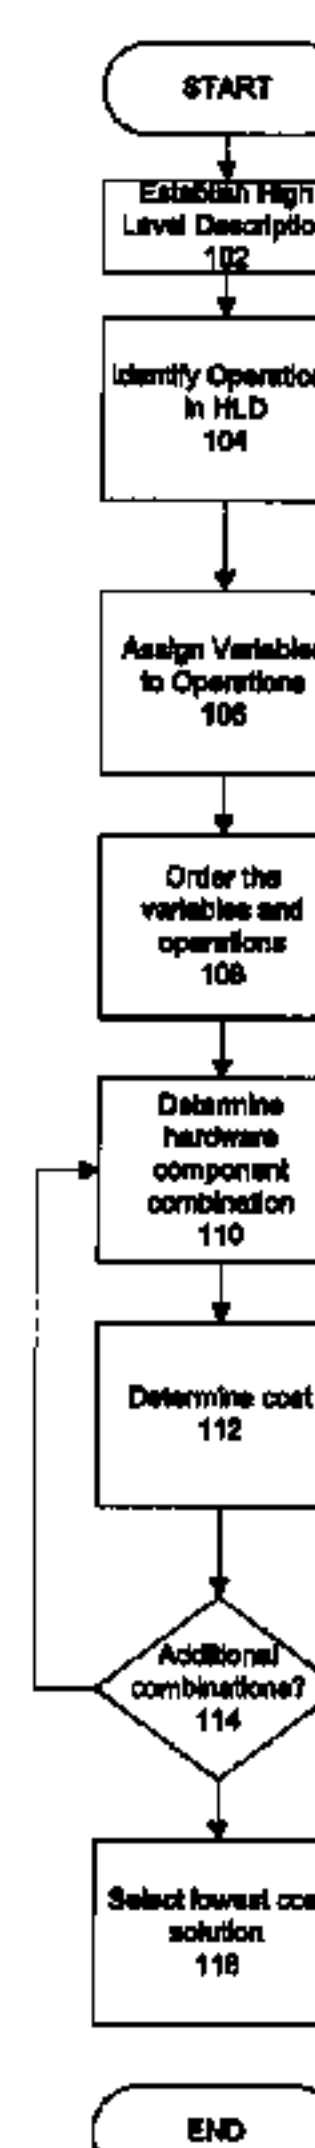 START
Establish High
Level Descriptio
102
Identify Operation
in HLD
104
Assign Variables
to Operations
106
Order the
variables and
operations
108
Determine
hardware
component
combination
110
Determine cost
112
Additional
combinations?
114
Select lowest cos
solution
116
END